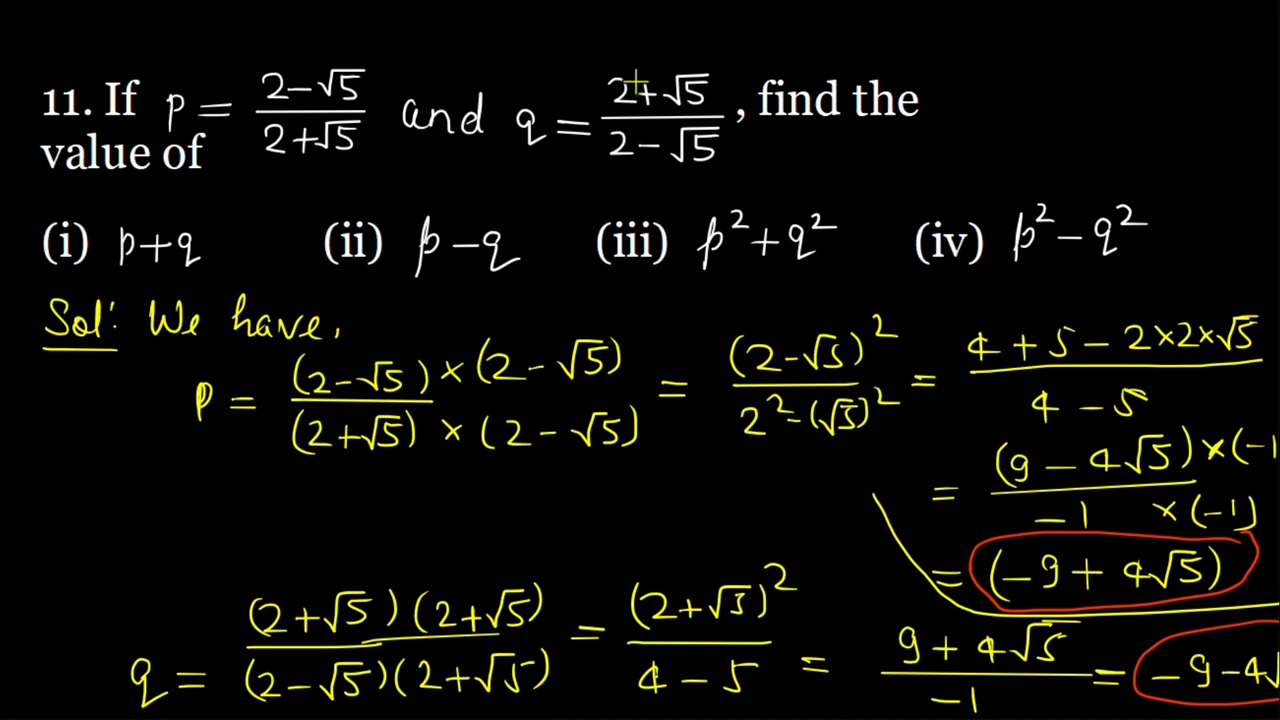 11. If p = (2-√5)/(2+√5) and q = (2+√5)/(2-√5), find the
value of
(i) p+q (ii) p-q (iii) p²+q² (iv) p²-q²
Sol: We have,
p = ((2-√5)×(2-√5))/((2+√5)×(2-√5)) = (2-√5)²/(2²-(√5)²) = (4+5-2×2×√5)/(4-5)
= ((9-4√5)×(-1)/(-1×(-1))
= (-9+4√5)
q = ((2+√5)(2+√5))/((2-√5)(2+√5)) = (2+√5)²/(4-5) = (9+4√5)/(-1) = -9-4√